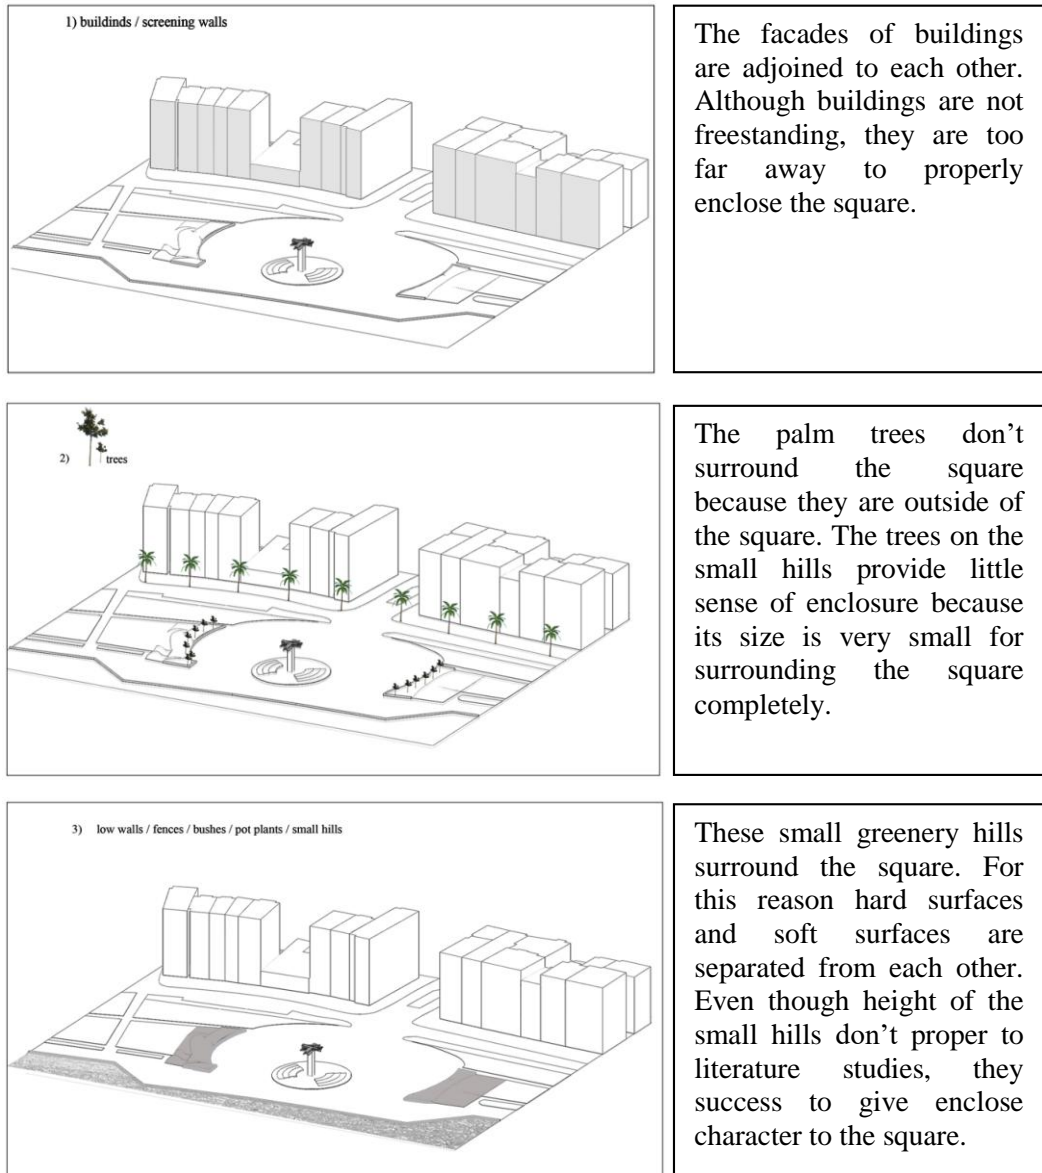 1) buildinds / screening walls
The facades of buildings
are adjoined to each other.
Although buildings are not
freestanding, they are too
far away to properly
enclose the square.
2) trees
The palm trees don’t
surround the square
because they are outside of
the square. The trees on the
small hills provide little
sense of enclosure because
its size is very small for
surrounding the square
completely.
3) low walls / fences / bushes / pot plants / small hills
These small greenery hills
surround the square. For
this reason hard surfaces
and soft surfaces are
separated from each other.
Even though height of the
small hills don’t proper to
literature studies, they
success to give enclose
character to the square.